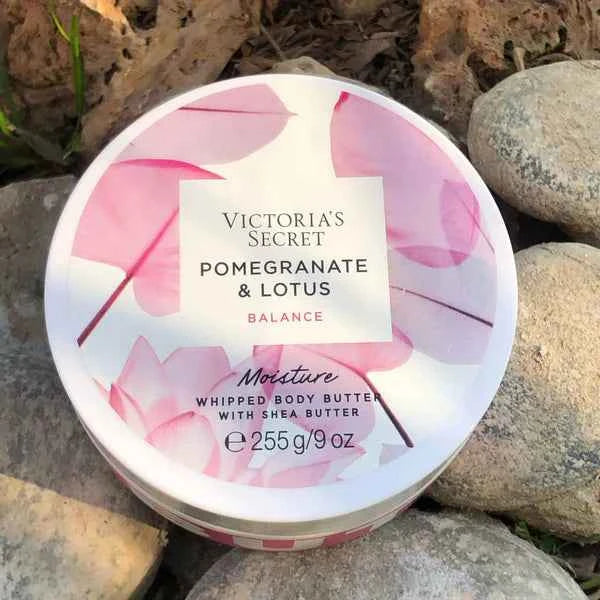 VICTORIA'S
SECRET
POMEGRANATE
& LOTUS
BALANCE
Moisture
WHIPPED BODY BUTTER
WITH SHEA BUTTER
℮ 255 g/9 oz